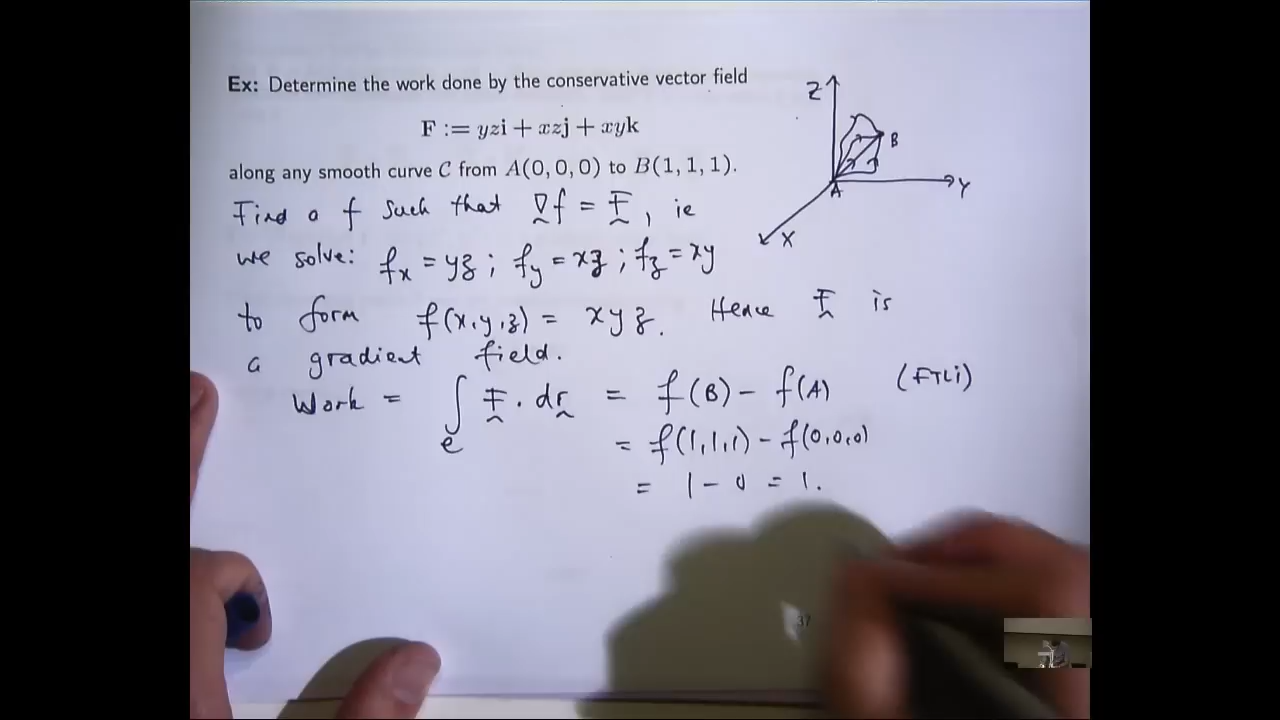 Ex: Determine the work done by the conservative vector field
F := yzi + xzj + xyk
along any smooth curve C from A(0, 0, 0) to B(1, 1, 1).
Find a f such that ∇f = F, ie
we solve: fx = yz ; fy = xz ; fz = xy
to form f(x,y,z) = xyz. Hence F is
a gradient field.
Work = ∫C F . dr = f(B) - f(A) (FTLi)
= f(1,1,1) - f(0,0,0)
= 1 - 0 = 1.
Z
B
A
Y
X
37